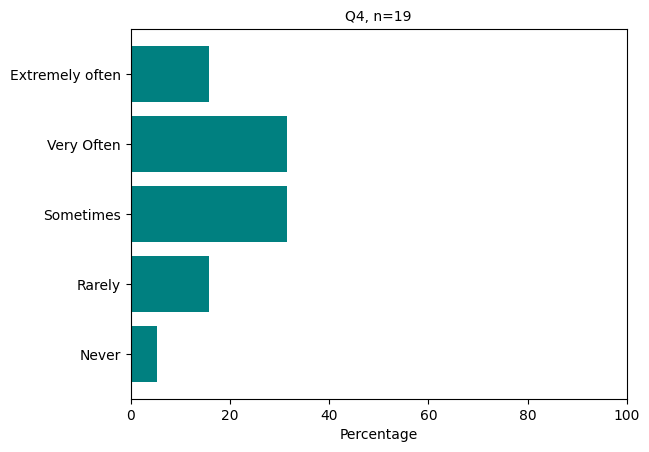 Q4, n=19
Extremely often
Very Often
Sometimes
Rarely
Never
0 20 40 60 80 100
Percentage